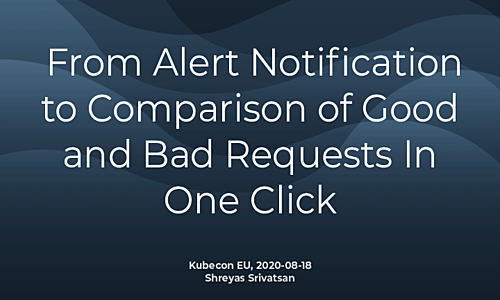 From Alert Notification
to Comparison of Good
and Bad Requests In
One Click
Kubecon EU, 2020-08-18
Shreyas Srivatsan